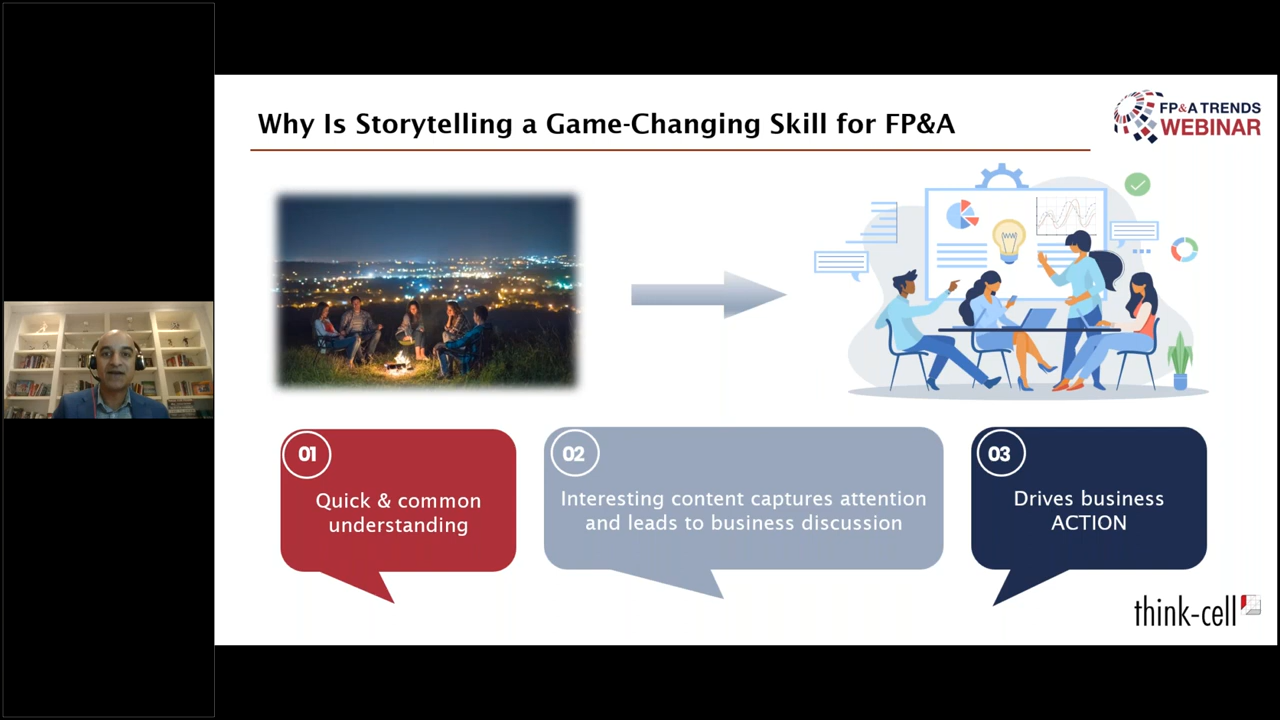 Why Is Storytelling a Game-Changing Skill for FP&A
FP&A TRENDS
WEBINAR
01
Quick & common
understanding
02
Interesting content captures attention
and leads to business discussion
03
Drives business
ACTION
think-cell